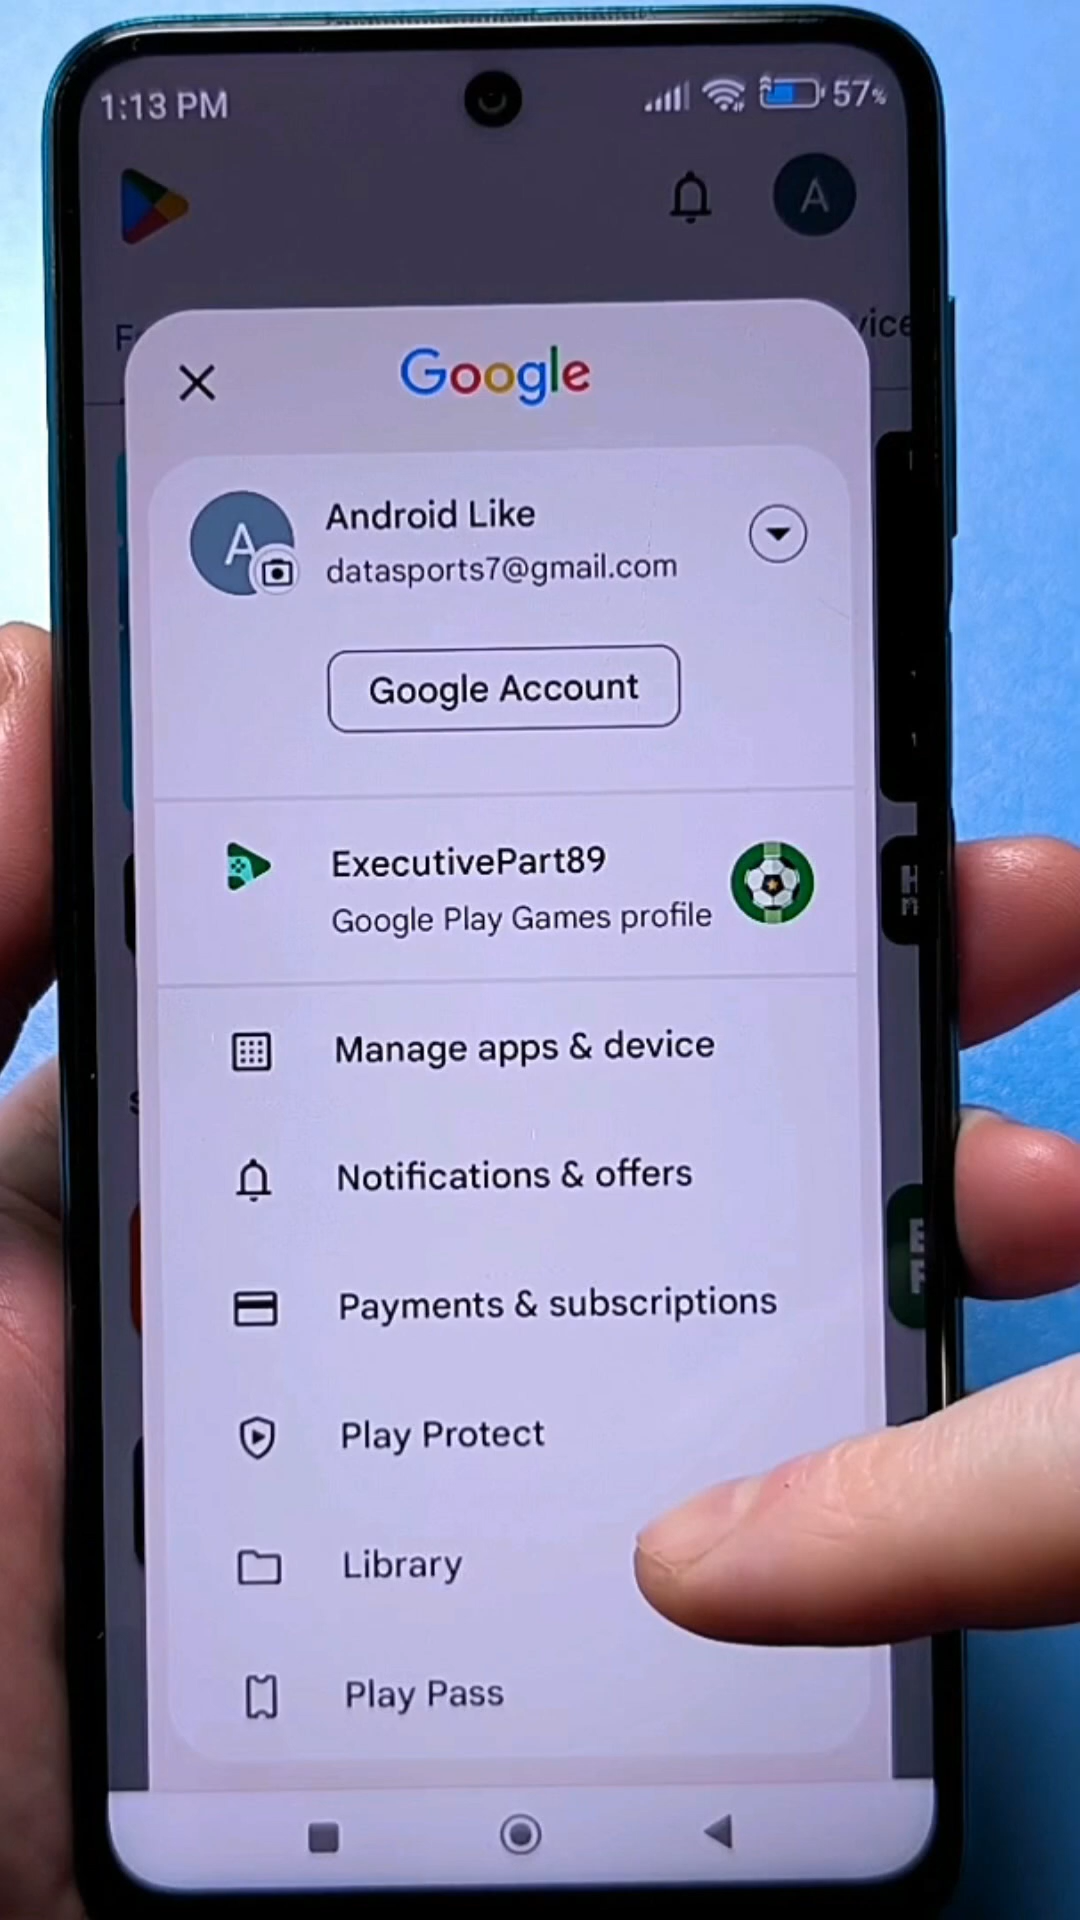 1:13 PM
57%
A
Google
A
Android Like
datasports7@gmail.com
Google Account
ExecutivePart89
Google Play Games profile
Manage apps & device
Notifications & offers
Payments & subscriptions
Play Protect
Library
Play Pass